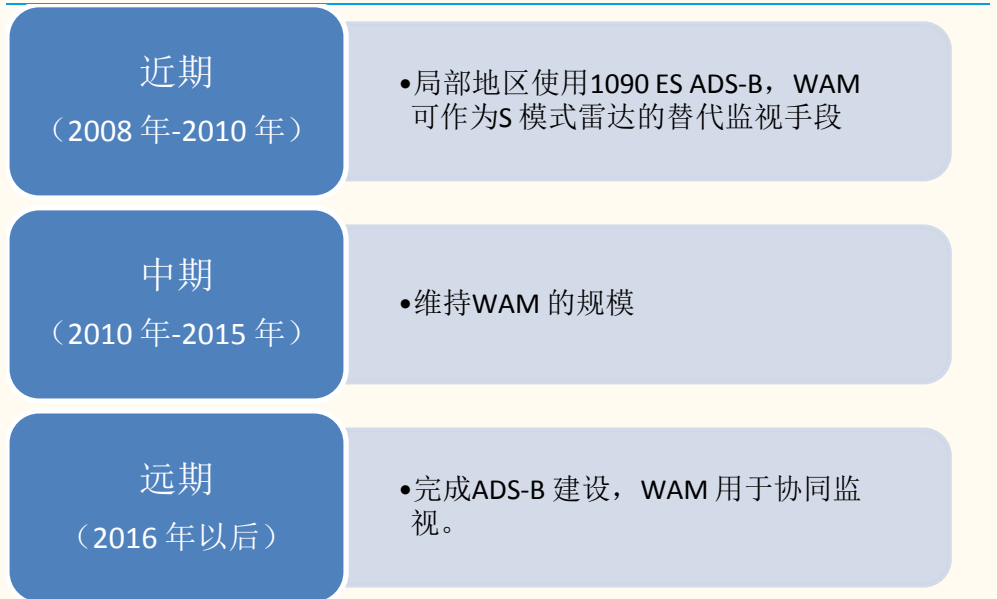 近期
（2008 年-2010 年）
•局部地区使用1090 ES ADS-B，WAM
可作为S 模式雷达的替代监视手段
中期
（2010 年-2015 年）
•维持WAM 的规模
远期
（2016 年以后）
•完成ADS-B 建设，WAM 用于协同监
视。